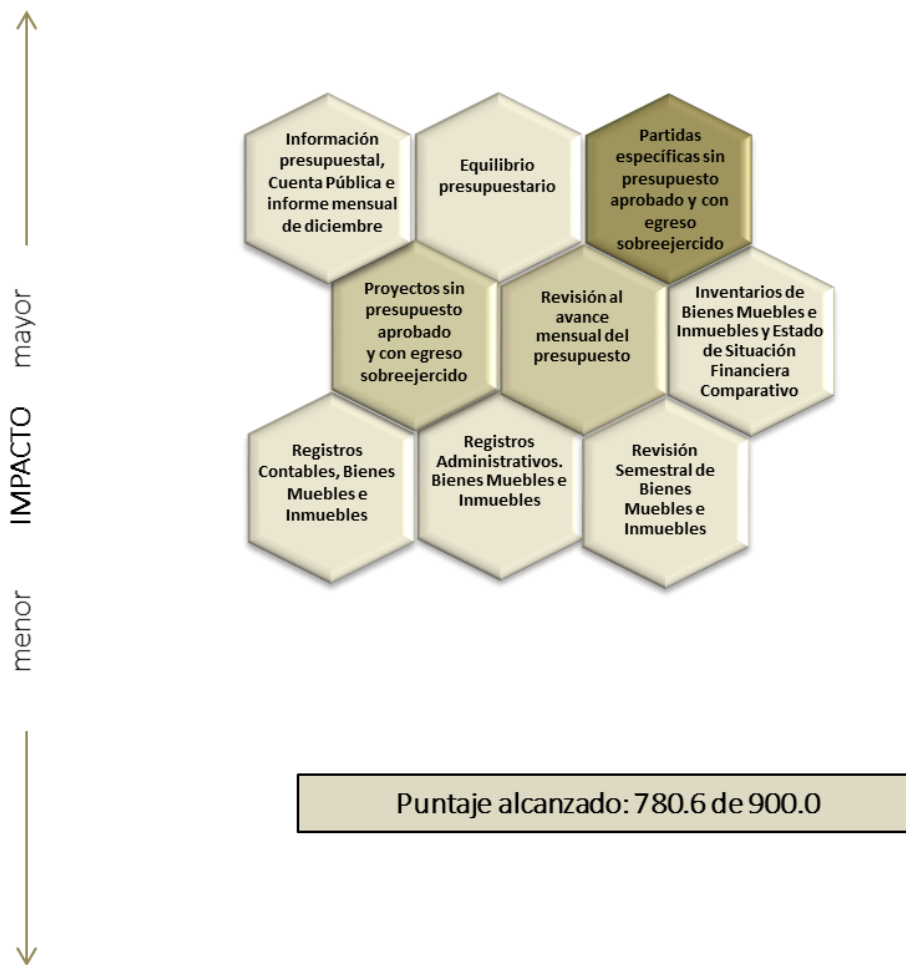 Información
presupuestal,
Cuenta Pública e
informe mensual
de diciembre
Equilibrio
presupuestario
Partidas
específicas sin
presupuesto
aprobado y con
egreso
sobreejercido
Proyectos sin
presupuesto
aprobado
y con egreso
sobreejercido
Revisión al
avance
mensual del
presupuesto
Inventarios de
Bienes Muebles e
Inmuebles y Estado
de Situación
Financiera
Comparativo
Registros
Contables, Bienes
Muebles e
Inmuebles
Registros
Administrativos.
Bienes Muebles e
Inmuebles
Revisión
Semestral de
Bienes
Muebles e
Inmuebles
menor IMPACTO mayor
Puntaje alcanzado: 780.6 de 900.0